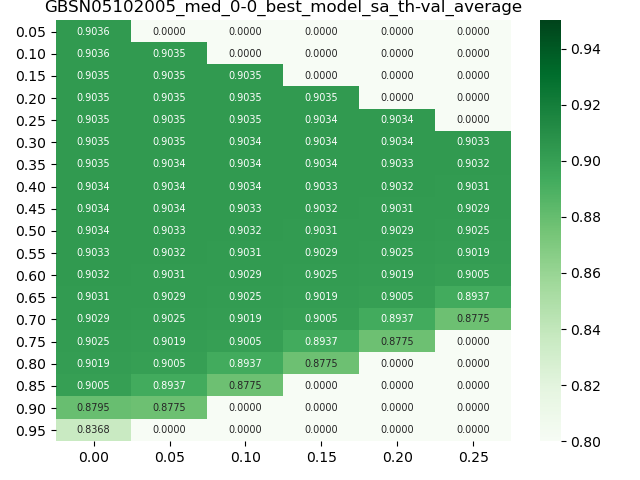 GBSN05102005_med_0-0_best_model_sa_th-val_average
0.05 0.9036 0.0000 0.0000 0.0000 0.0000 0.0000
0.10 0.9036 0.9035 0.0000 0.0000 0.0000 0.0000
0.15 0.9035 0.9035 0.9035 0.0000 0.0000 0.0000
0.20 0.9035 0.9035 0.9035 0.9035 0.0000 0.0000
0.25 0.9035 0.9035 0.9035 0.9034 0.9034 0.0000
0.30 0.9035 0.9035 0.9034 0.9034 0.9034 0.9033
0.35 0.9035 0.9034 0.9034 0.9034 0.9033 0.9032
0.40 0.9034 0.9034 0.9034 0.9033 0.9032 0.9031
0.45 0.9034 0.9034 0.9033 0.9032 0.9031 0.9029
0.50 0.9034 0.9033 0.9032 0.9031 0.9029 0.9025
0.55 0.9033 0.9032 0.9031 0.9029 0.9025 0.9019
0.60 0.9032 0.9031 0.9029 0.9025 0.9019 0.9005
0.65 0.9031 0.9029 0.9025 0.9019 0.9005 0.8937
0.70 0.9029 0.9025 0.9019 0.9005 0.8937 0.8775
0.75 0.9025 0.9019 0.9005 0.8937 0.8775 0.0000
0.80 0.9019 0.9005 0.8937 0.8775 0.0000 0.0000
0.85 0.9005 0.8937 0.8775 0.0000 0.0000 0.0000
0.90 0.8795 0.8775 0.0000 0.0000 0.0000 0.0000
0.95 0.8368 0.0000 0.0000 0.0000 0.0000 0.0000
0.00 0.05 0.10 0.15 0.20 0.25
0.94
0.92
0.90
0.88
0.86
0.84
0.82
0.80